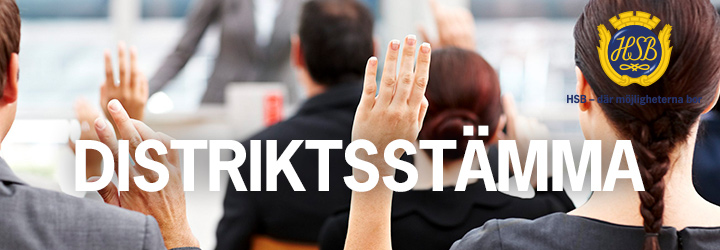 HSB
HSB – där möjligheterna bor
DISTRIKTSSTÄMMA